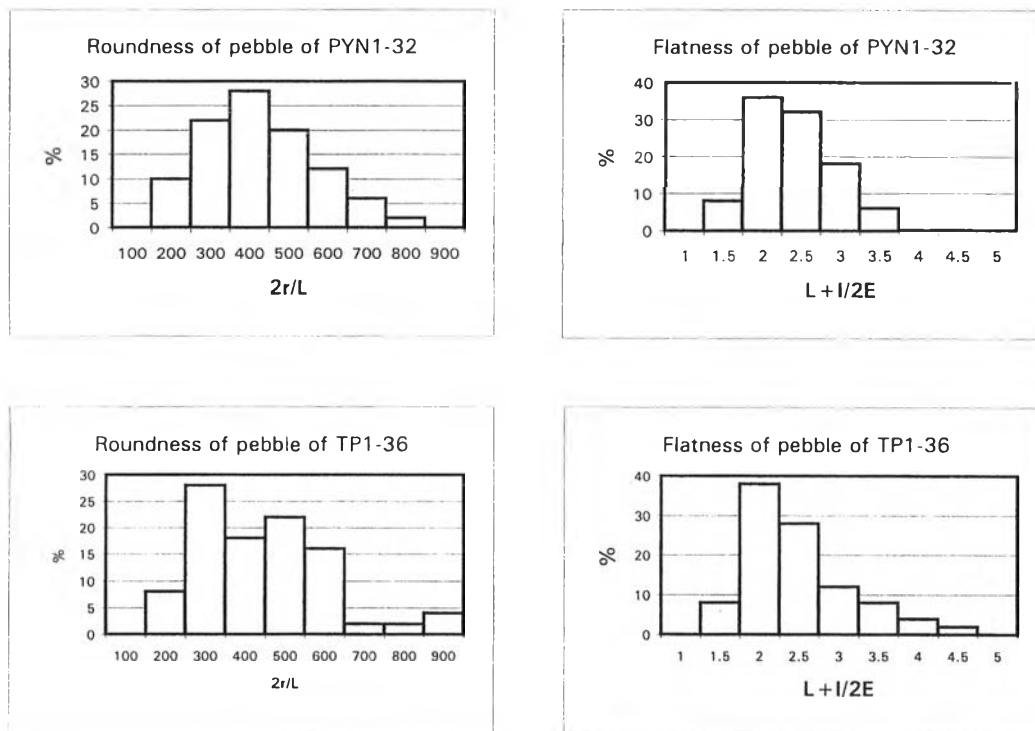 Roundness of pebble of PYN1-32
30
25
20
15
10
5
0
%
100 200 300 400 500 600 700 800 900
2r/L
Flatness of pebble of PYN1-32
40
30
20
10
0
%
1 1.5 2 2.5 3 3.5 4 4.5 5
L+l/2E
Roundness of pebble of TP1-36
30
25
20
15
10
5
0
%
100 200 300 400 500 600 700 800 900
2r/L
Flatness of pebble of TP1-36
40
30
20
10
0
%
1 1.5 2 2.5 3 3.5 4 4.5 5
L+l/2E